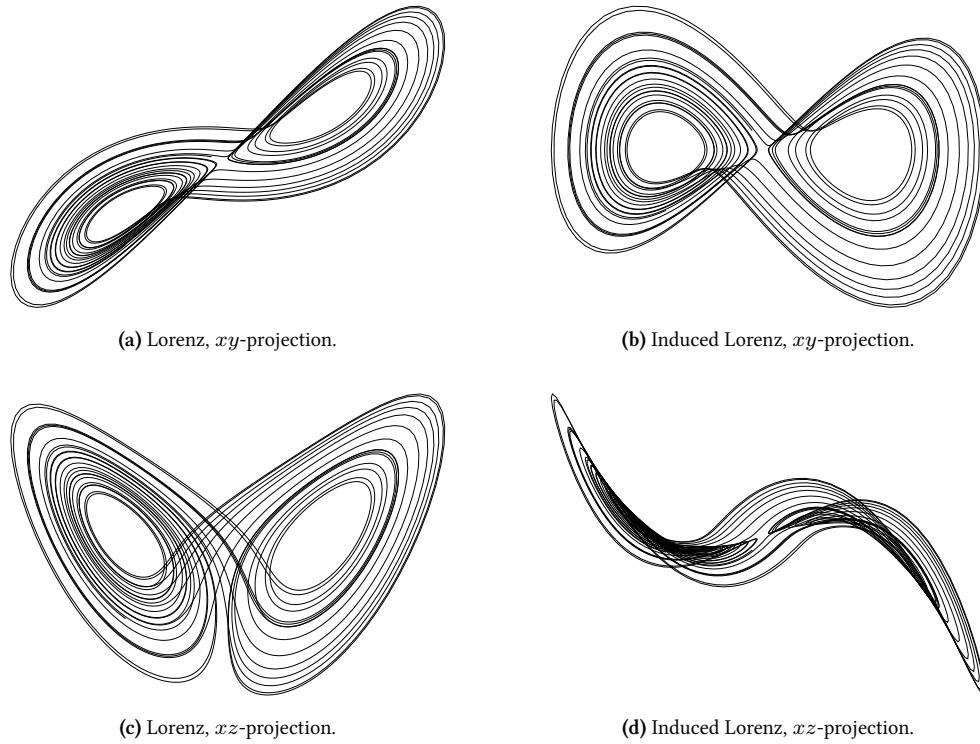 (a) Lorenz, xy-projection.
(b) Induced Lorenz, xy-projection.
(c) Lorenz, xz-projection.
(d) Induced Lorenz, xz-projection.